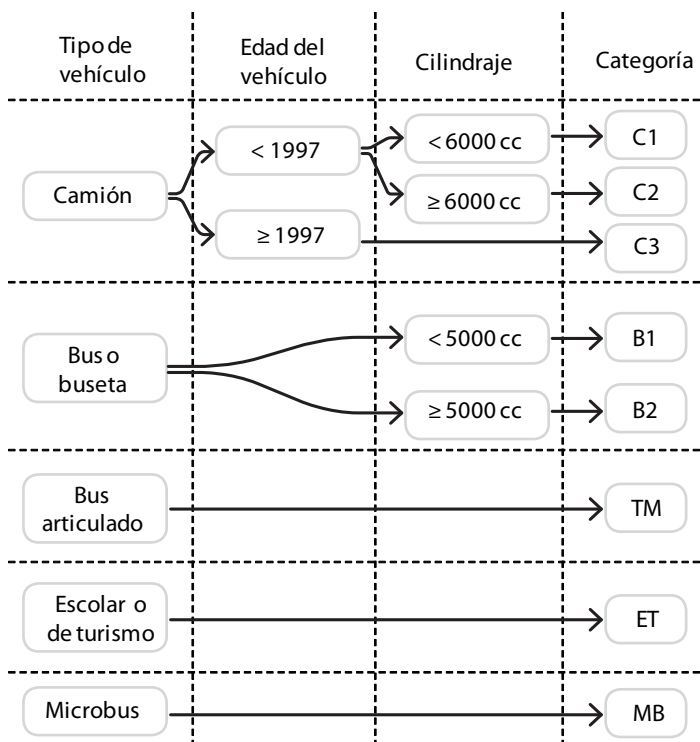 Tipo de
vehículo
Edad del
vehículo
Cilindraje
Categoría
Camión
< 1997
≥ 1997
< 6000 cc
≥ 6000 cc
C1
C2
C3
Bus o
buseta
< 5000 cc
≥ 5000 cc
B1
B2
Bus
articulado
TM
Escolar o
de turismo
ET
Microbus
MB